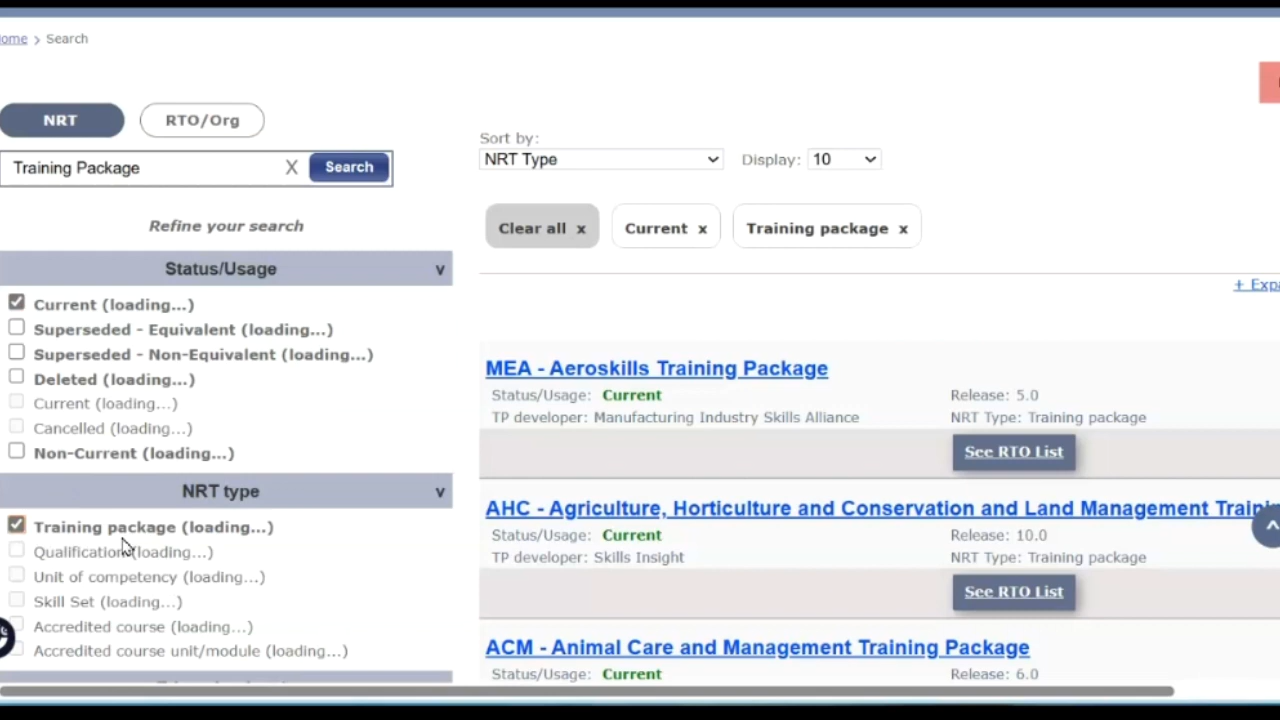 ome > Search
NRT
RTO/Org
Training Package X Search
Refine your search
Status/Usage v
Current (loading...)
Superseded - Equivalent (loading...)
Superseded - Non-Equivalent (loading...)
Deleted (loading...)
Current (loading...)
Cancelled (loading...)
Non-Current (loading...)
NRT type v
Training package (loading...)
Qualification (loading...)
Unit of competency (loading...)
Skill Set (loading...)
Accredited course (loading...)
Accredited course unit/module (loading...)
Sort by:
NRT Type
Display: 10
Clear all x
Current x
Training package x
+ Expa
MEA - Aeroskills Training Package
Status/Usage: Current
Release: 5.0
TP developer: Manufacturing Industry Skills Alliance
NRT Type: Training package
See RTO List
AHC - Agriculture, Horticulture and Conservation and Land Management Trainin
Status/Usage: Current
Release: 10.0
TP developer: Skills Insight
NRT Type: Training package
See RTO List
ACM - Animal Care and Management Training Package
Status/Usage: Current
Release: 6.0